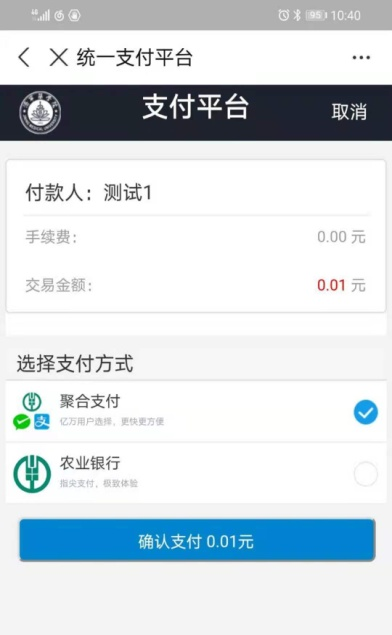 95 10:40
统一支付平台
支付平台
取消
付款人：测试1
手续费：
0.00 元
交易金额：
0.01 元
选择支付方式
聚合支付
亿万用户选择，更快更方便
农业银行
指尖支付，极致体验
确认支付 0.01元